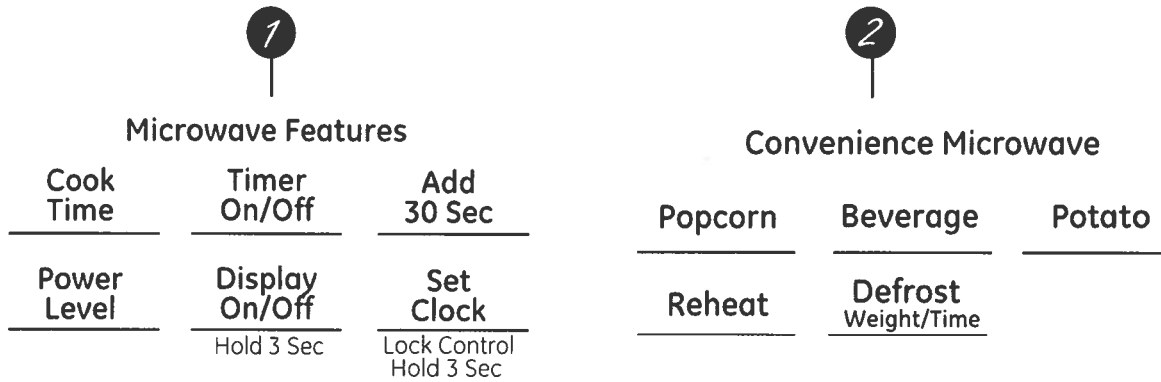 1
Microwave Features
Cook
Time
Timer
On/Off
Add
30 Sec
Power
Level
Display
On/Off
Hold 3 Sec
Set
Clock
Lock Control
Hold 3 Sec
2
Convenience Microwave
Popcorn
Beverage
Potato
Reheat
Defrost
Weight/Time